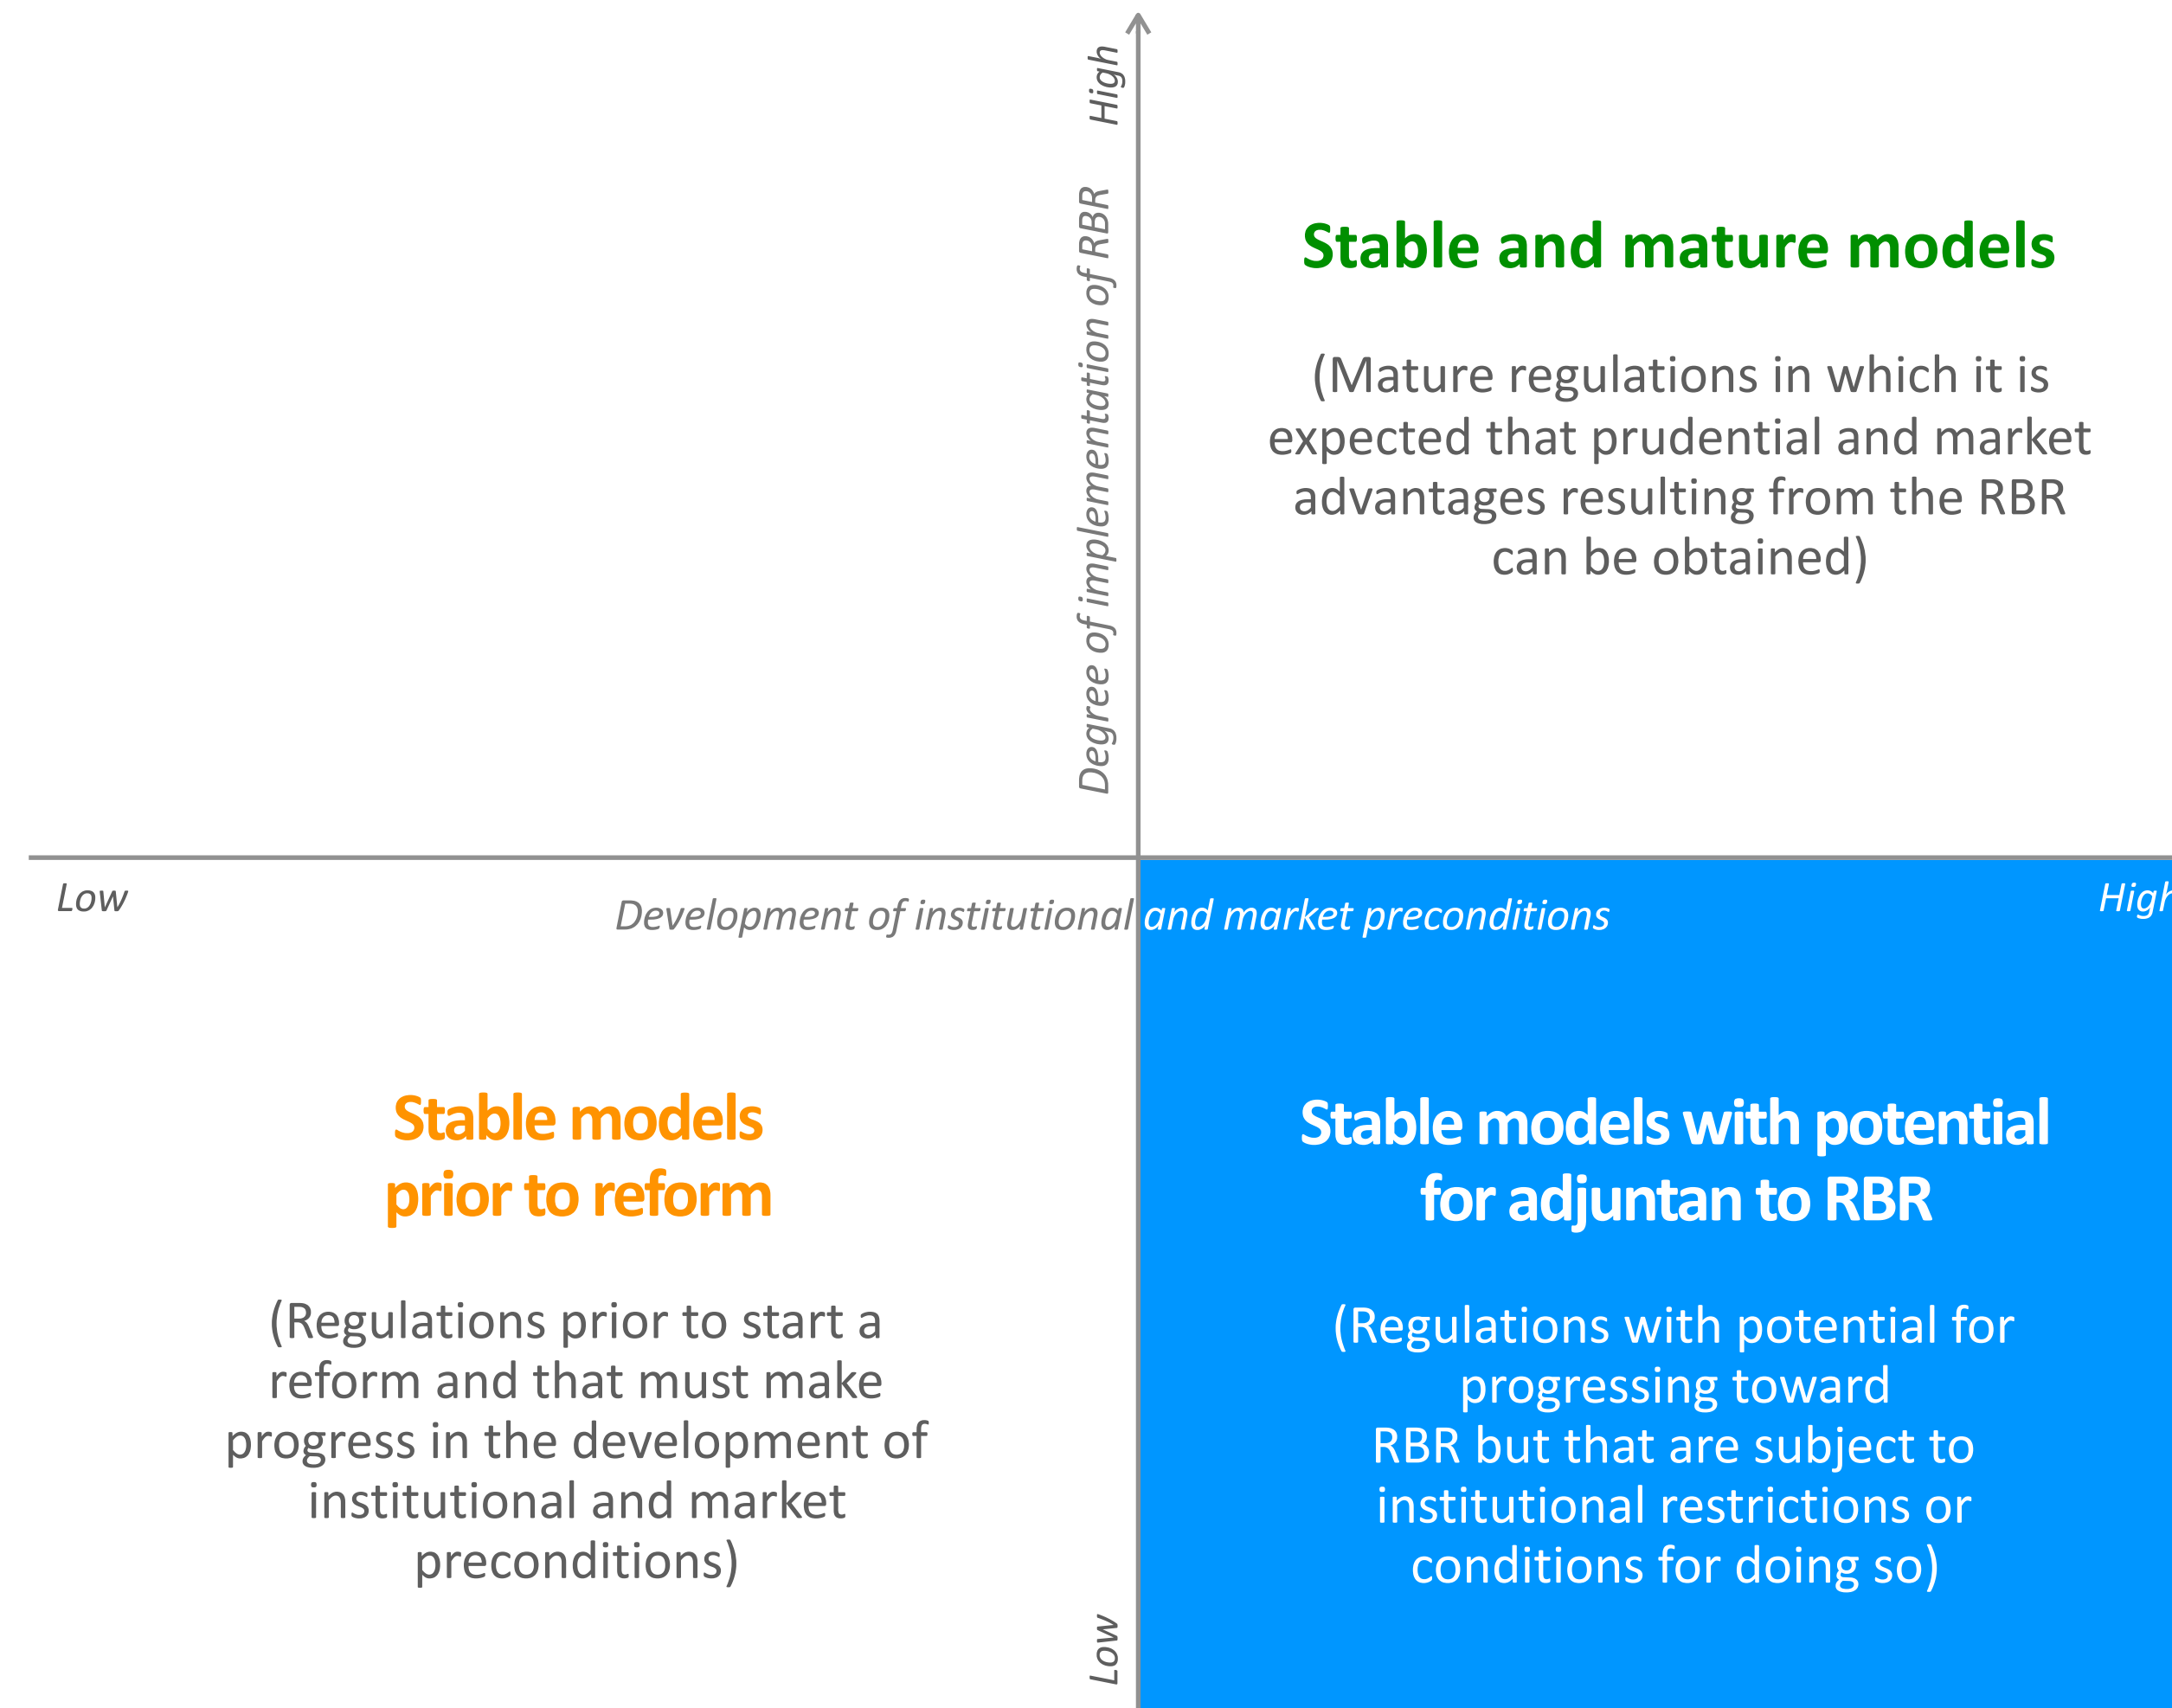 High
Degree of implementation of RBR
Stable and mature models
(Mature regulations in which it is
expected that prudential and market
advantages resulting from the RBR
can be obtained)
Low
Development of institutional and market preconditions
High
Stable models
prior to reform
(Regulations prior to start a
reform and that must make
progress in the development of
institutional and market
preconditions)
Stable models with potential
for adjuntan to RBR
(Regulations with potential for
progressing toward
RBR but that are subject to
institutional restrictions or
conditions for doing so)
Low